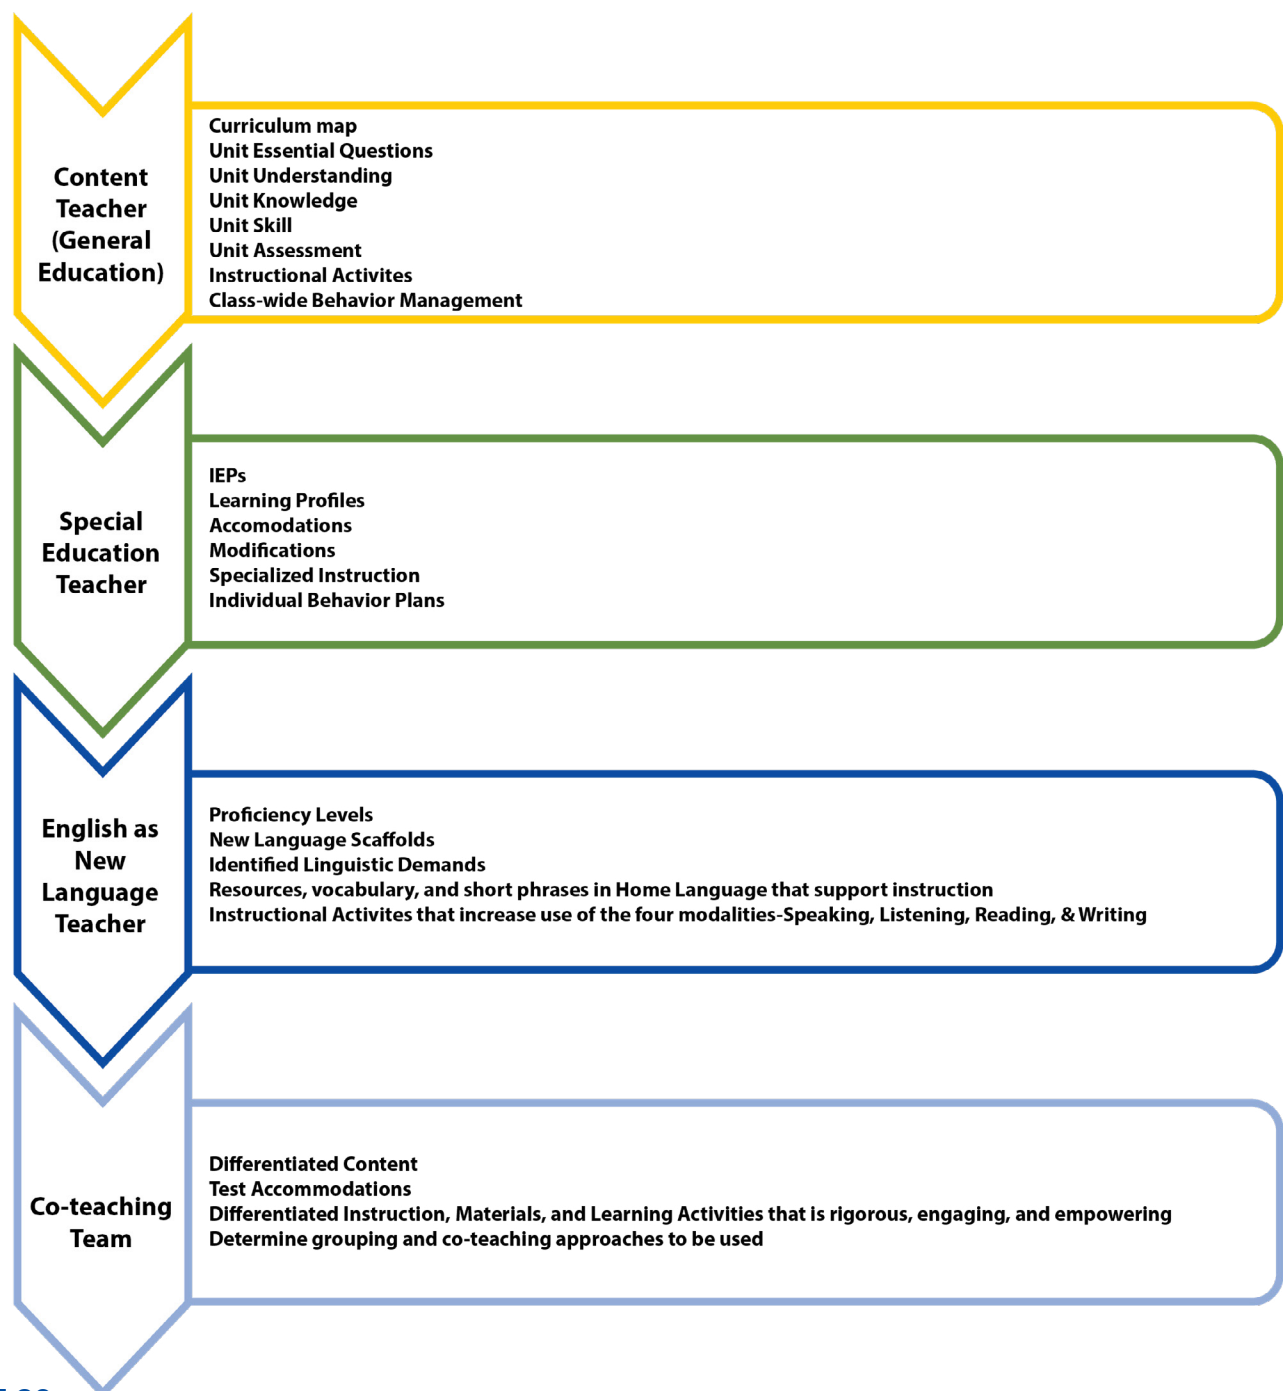 Content
Teacher
(General
Education)
Curriculum map
Unit Essential Questions
Unit Understanding
Unit Knowledge
Unit Skill
Unit Assessment
Instructional Activites
Class-wide Behavior Management
Special
Education
Teacher
IEPs
Learning Profiles
Accomodations
Modifications
Specialized Instruction
Individual Behavior Plans
English as
New
Language
Teacher
Proficiency Levels
New Language Scaffolds
Identified Linguistic Demands
Resources, vocabulary, and short phrases in Home Language that support instruction
Instructional Activites that increase use of the four modalities-Speaking, Listening, Reading, & Writing
Co-teaching
Team
Differentiated Content
Test Accommodations
Differentiated Instruction, Materials, and Learning Activities that is rigorous, engaging, and empowering
Determine grouping and co-teaching approaches to be used